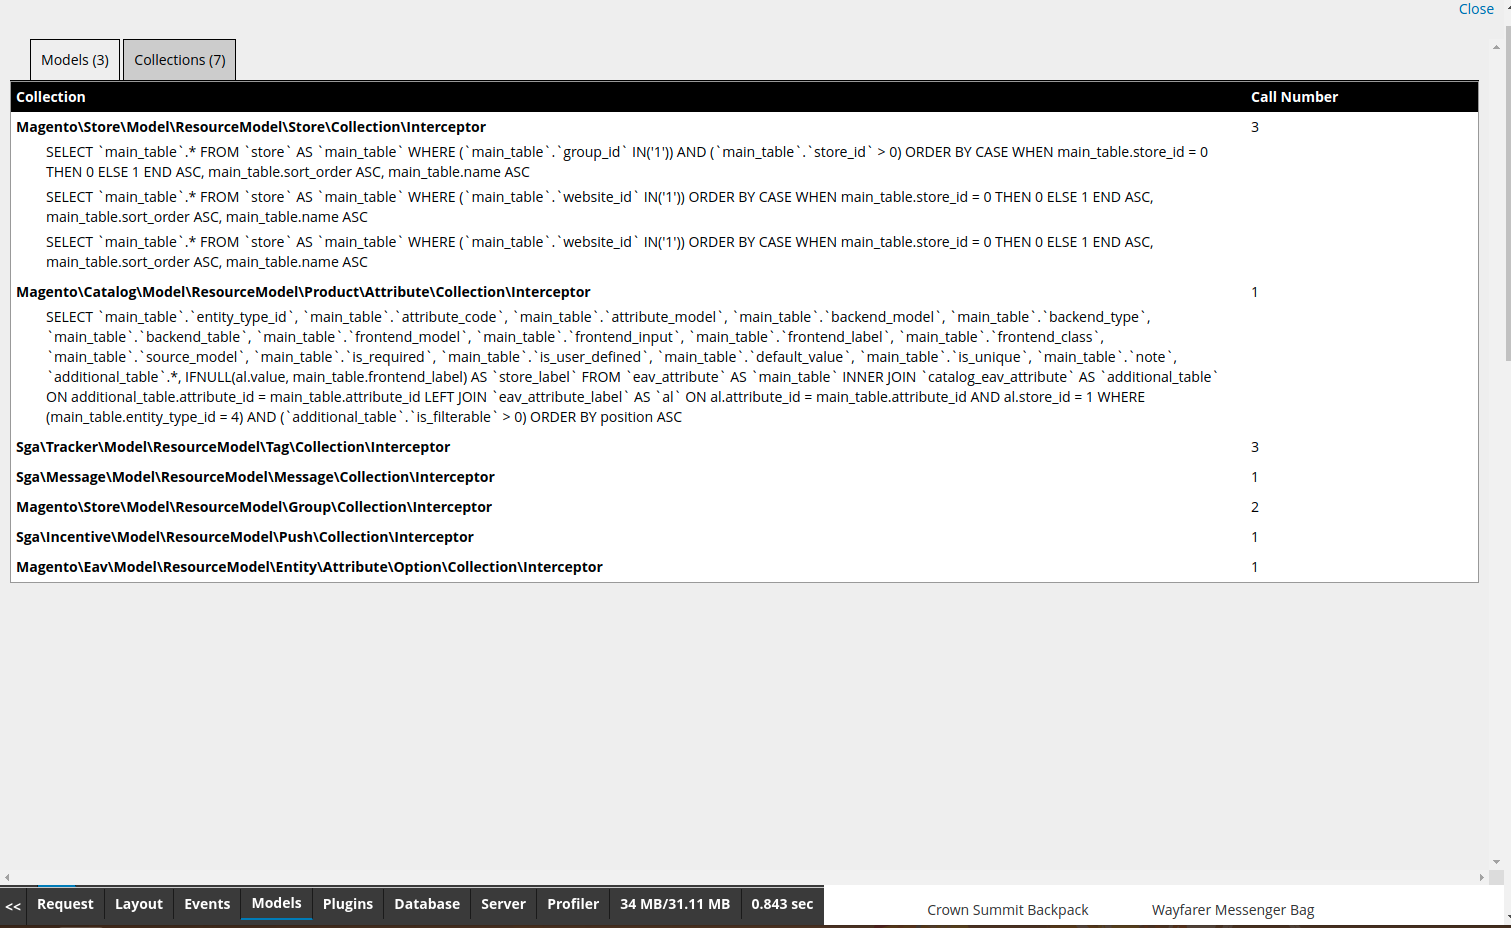 Close
Models (3)
Collections (7)
Collection Call Number
Magento\Store\Model\ResourceModel\Store\Collection\Interceptor 3
SELECT `main_table`.* FROM `store` AS `main_table` WHERE (`main_table`.`group_id` IN('1')) AND (`main_table`.`store_id` > 0) ORDER BY CASE WHEN main_table.store_id = 0
THEN 0 ELSE 1 END ASC, main_table.sort_order ASC, main_table.name ASC
SELECT `main_table`.* FROM `store` AS `main_table` WHERE (`main_table`.`website_id` IN('1')) ORDER BY CASE WHEN main_table.store_id = 0 THEN 0 ELSE 1 END ASC,
main_table.sort_order ASC, main_table.name ASC
SELECT `main_table`.* FROM `store` AS `main_table` WHERE (`main_table`.`website_id` IN('1')) ORDER BY CASE WHEN main_table.store_id = 0 THEN 0 ELSE 1 END ASC,
main_table.sort_order ASC, main_table.name ASC
Magento\Catalog\Model\ResourceModel\Product\Attribute\Collection\Interceptor 1
SELECT `main_table`.`entity_type_id`, `main_table`.`attribute_code`, `main_table`.`attribute_model`, `main_table`.`backend_model`, `main_table`.`backend_type`,
`main_table`.`backend_table`, `main_table`.`frontend_model`, `main_table`.`frontend_input`, `main_table`.`frontend_label`, `main_table`.`frontend_class`,
`main_table`.`source_model`, `main_table`.`is_required`, `main_table`.`is_user_defined`, `main_table`.`default_value`, `main_table`.`is_unique`, `main_table`.`note`,
`additional_table`.*, IFNULL(al.value, main_table.frontend_label) AS `store_label` FROM `eav_attribute` AS `main_table` INNER JOIN `catalog_eav_attribute` AS `additional_table`
ON additional_table.attribute_id = main_table.attribute_id LEFT JOIN `eav_attribute_label` AS `al` ON al.attribute_id = main_table.attribute_id AND al.store_id = 1 WHERE
(main_table.entity_type_id = 4) AND (`additional_table`.`is_filterable` > 0) ORDER BY position ASC
Sga\Tracker\Model\ResourceModel\Tag\Collection\Interceptor 3
Sga\Message\Model\ResourceModel\Message\Collection\Interceptor 1
Magento\Store\Model\ResourceModel\Group\Collection\Interceptor 2
Sga\Incentive\Model\ResourceModel\Push\Collection\Interceptor 1
Magento\Eav\Model\ResourceModel\Entity\Attribute\Option\Collection\Interceptor 1
<< Request Layout Events Models Plugins Database Server Profiler 34 MB/31.11 MB 0.843 sec
Crown Summit Backpack Wayfarer Messenger Bag